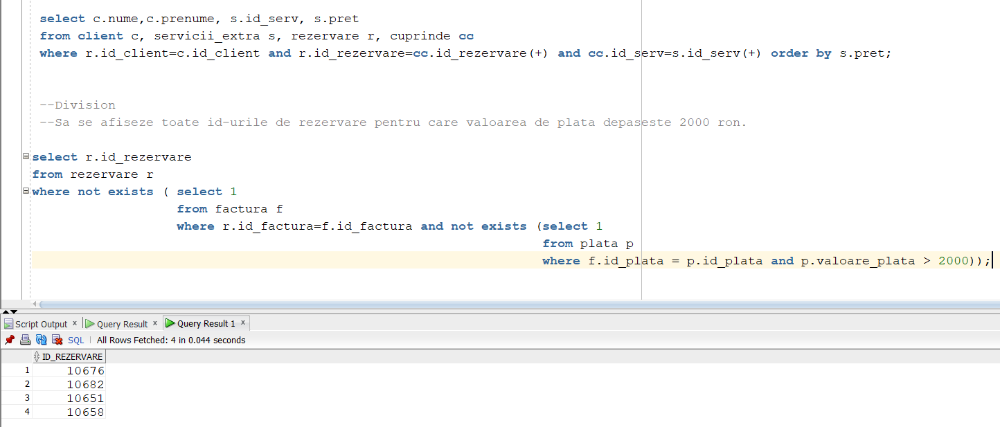 select c.nume,c.prenume, s.id_serv, s.pret
from client c, servicii_extra s, rezervare r, cuprinde cc
where r.id_client=c.id_client and r.id_rezervare=cc.id_rezervare(+) and cc.id_serv=s.id_serv(+) order by s.pret;
--Division
--Sa se afiseze toate id-urile de rezervare pentru care valoarea de plata depaseste 2000 ron.
select r.id_rezervare
from rezervare r
where not exists ( select 1
from factura f
where r.id_factura=f.id_factura and not exists (select 1
from plata p
where f.id_plata = p.id_plata and p.valoare_plata > 2000));
Script Output x Query Result x Query Result 1 x
SQL | All Rows Fetched: 4 in 0.044 seconds
ID_REZERVARE
1 10676
2 10682
3 10651
4 10658